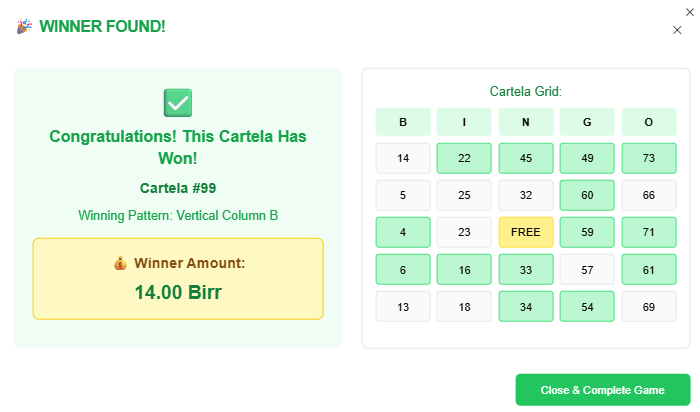 🎉 WINNER FOUND!
×
×
✅
Congratulations! This Cartela Has
Won!
Cartela #99
Winning Pattern: Vertical Column B
💰 Winner Amount:
14.00 Birr
Cartela Grid:
B I N G O
14 22 45 49 73
5 25 32 60 66
4 23 FREE 59 71
6 16 33 57 61
13 18 34 54 69
Close & Complete Game